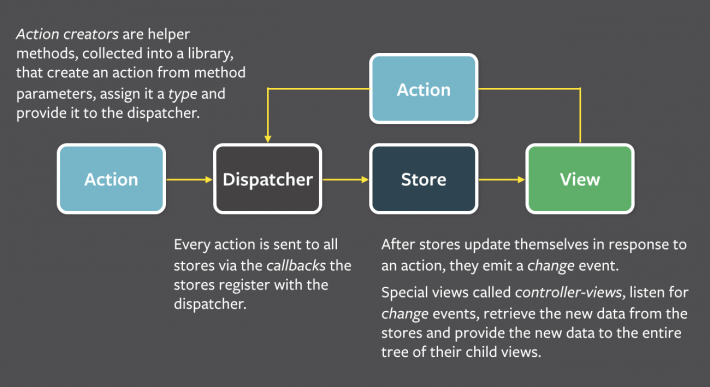 Action creators are helper
methods, collected into a library,
that create an action from method
parameters, assign it a type and
provide it to the dispatcher.
Action
Action
Dispatcher
Store
View
Every action is sent to all
stores via the callbacks the
stores register with the
dispatcher.
After stores update themselves in response to
an action, they emit a change event.
Special views called controller-views, listen for
change events, retrieve the new data from the
stores and provide the new data to the entire
tree of their child views.